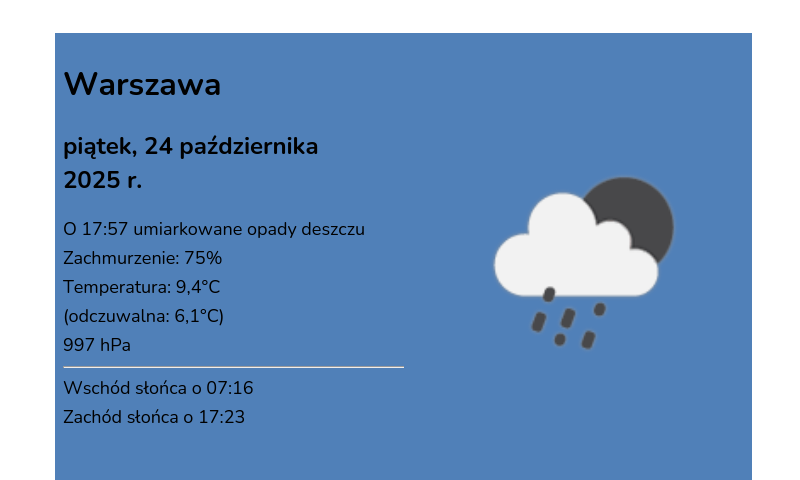 Warszawa
piątek, 24 października
2025 r.
O 17:57 umiarkowane opady deszczu
Zachmurzenie: 75%
Temperatura: 9,4°C
(odczuwalna: 6,1°C)
997 hPa
Wschód słońca o 07:16
Zachód słońca o 17:23